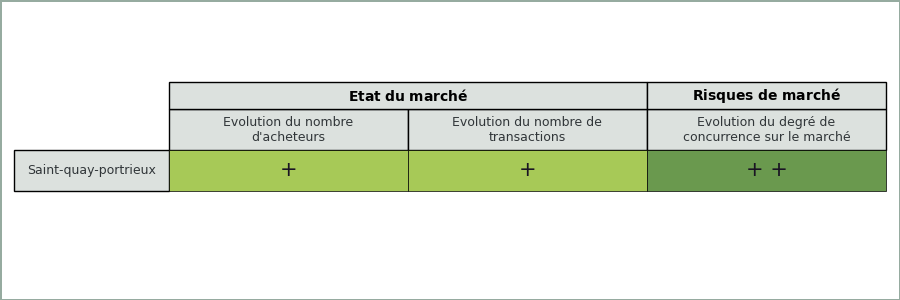 Etat du marché
Risques de marché
Evolution du nombre
d'acheteurs
Evolution du nombre de
transactions
Evolution du degré de
concurrence sur le marché
Saint-quay-portrieux
+
+
+ +